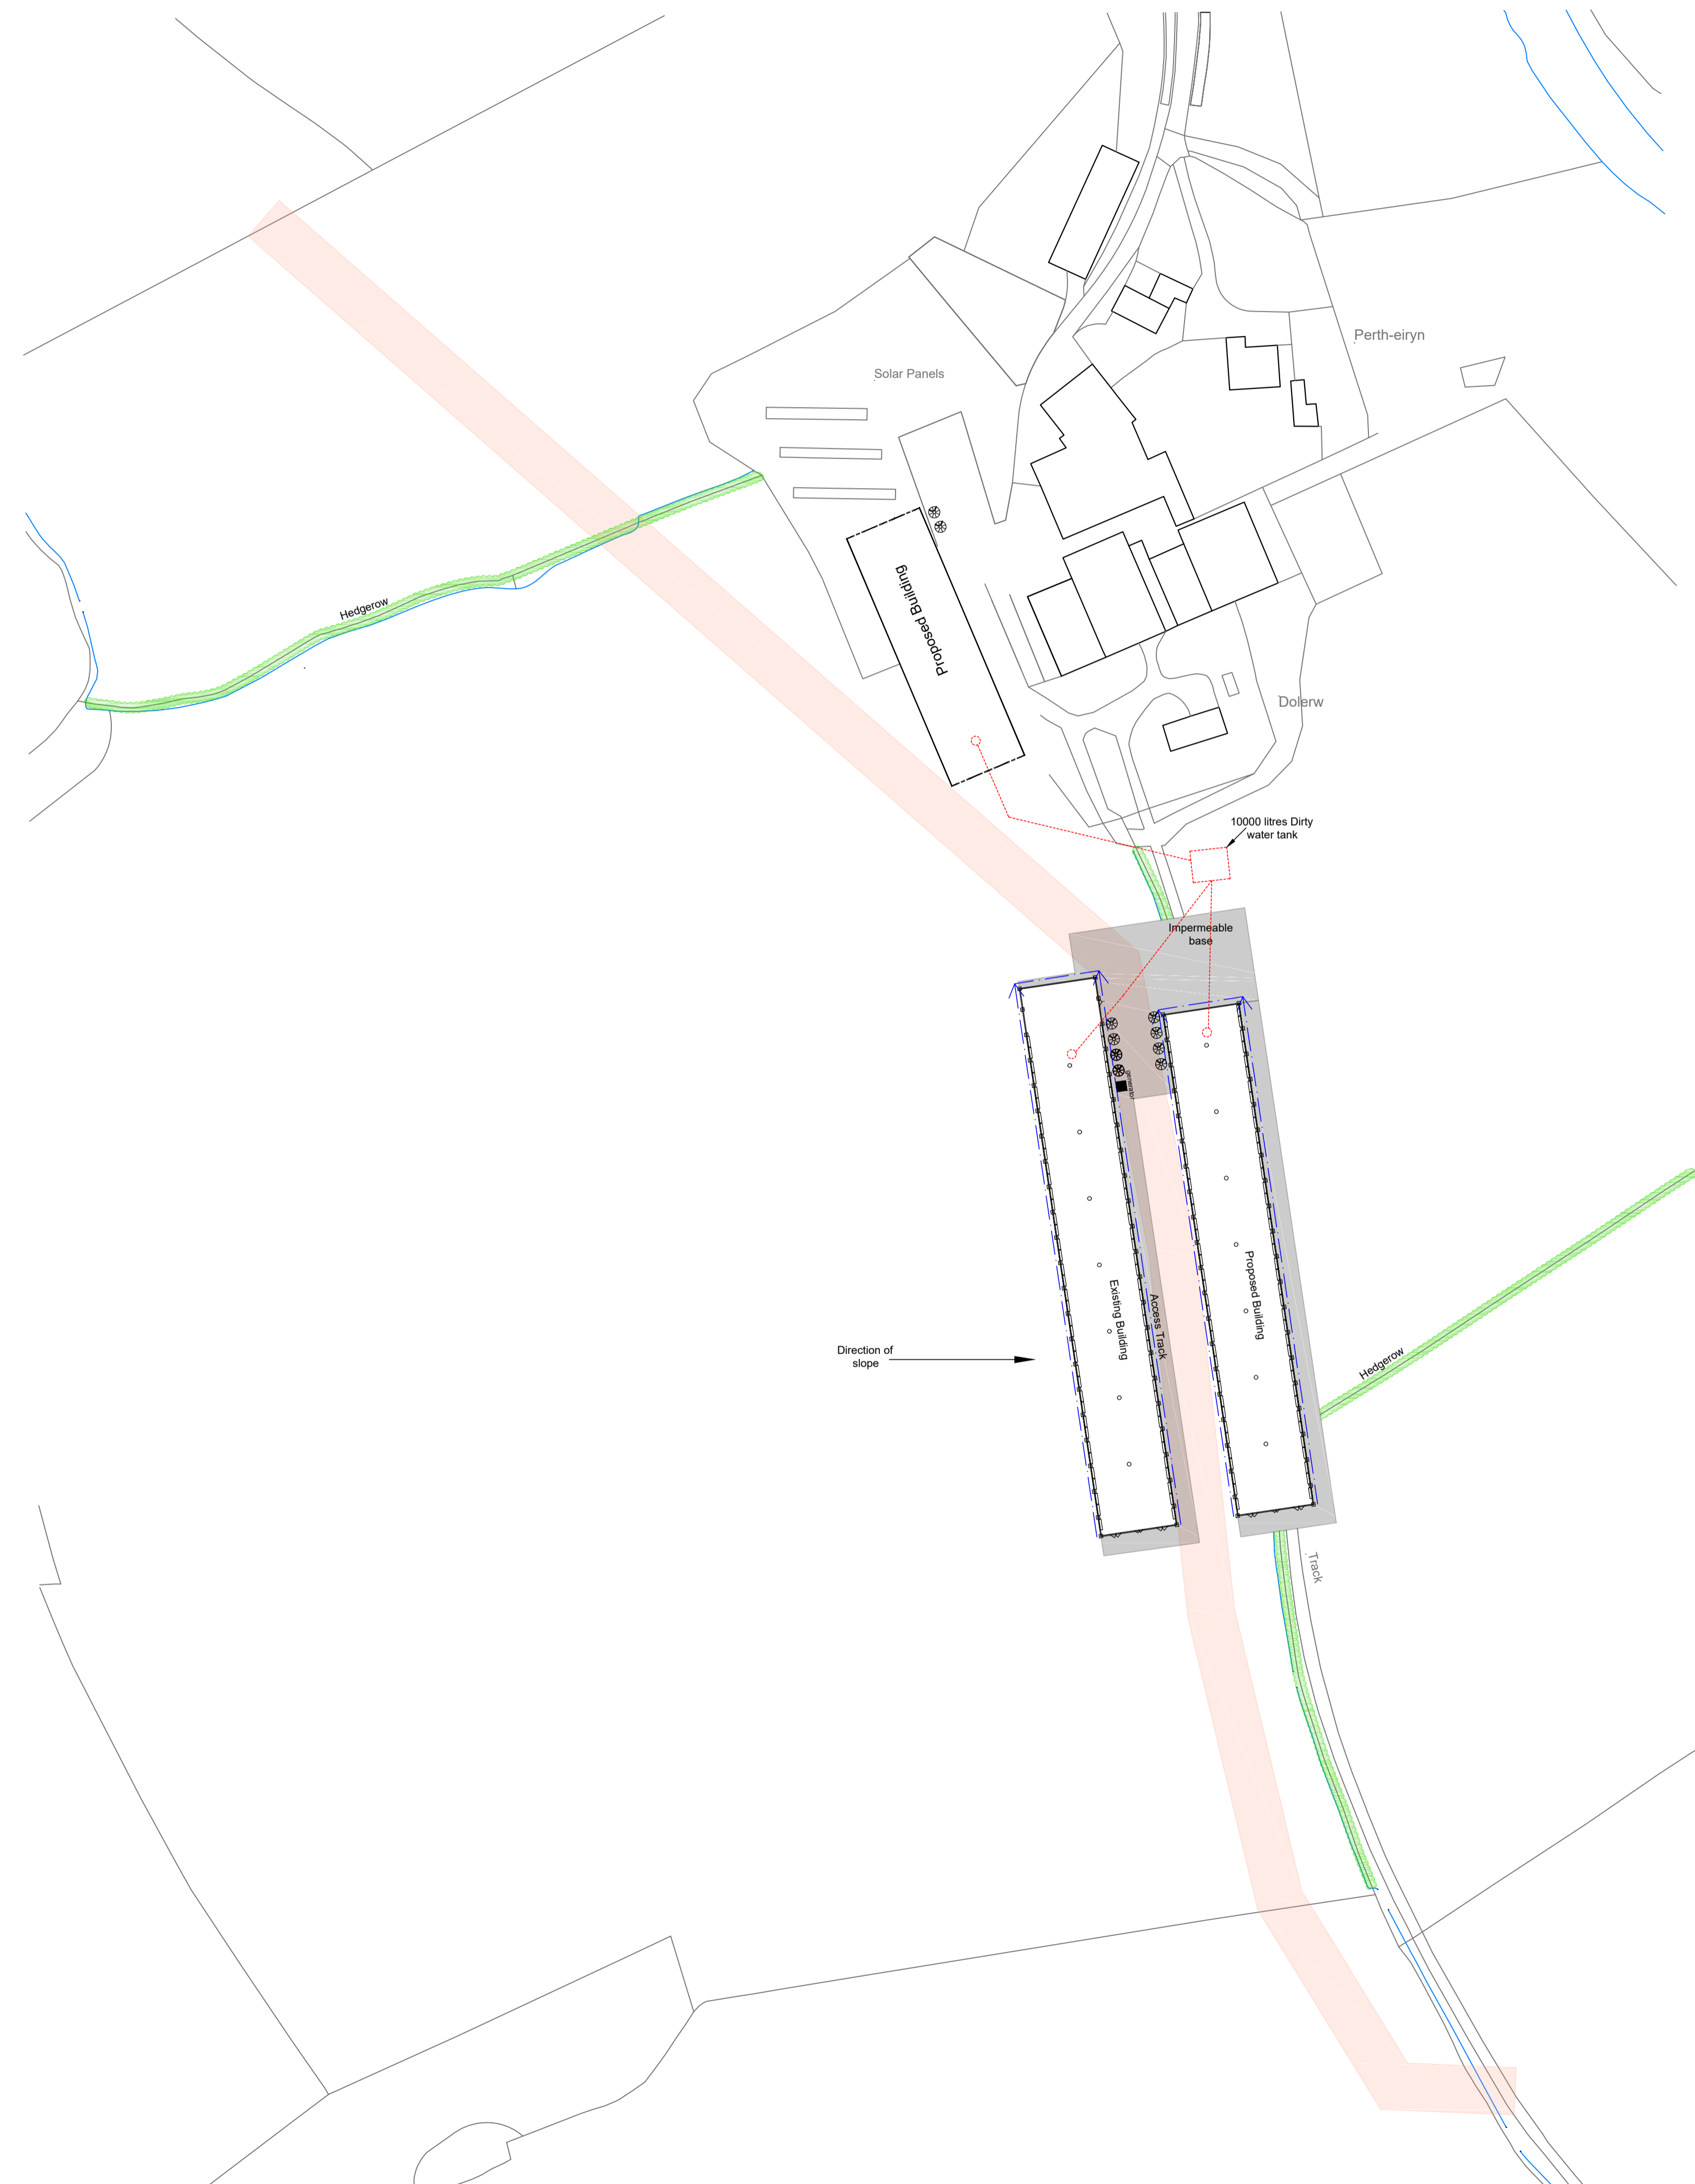 Perth-eiryn
Solar Panels
Proposed Building
Hedgerow
Dolerw
10000 litres Dirty
water tank
Impermeable
base
generator
Proposed Building
Existing Building
Access Track
Direction of
slope
Hedgerow
Track